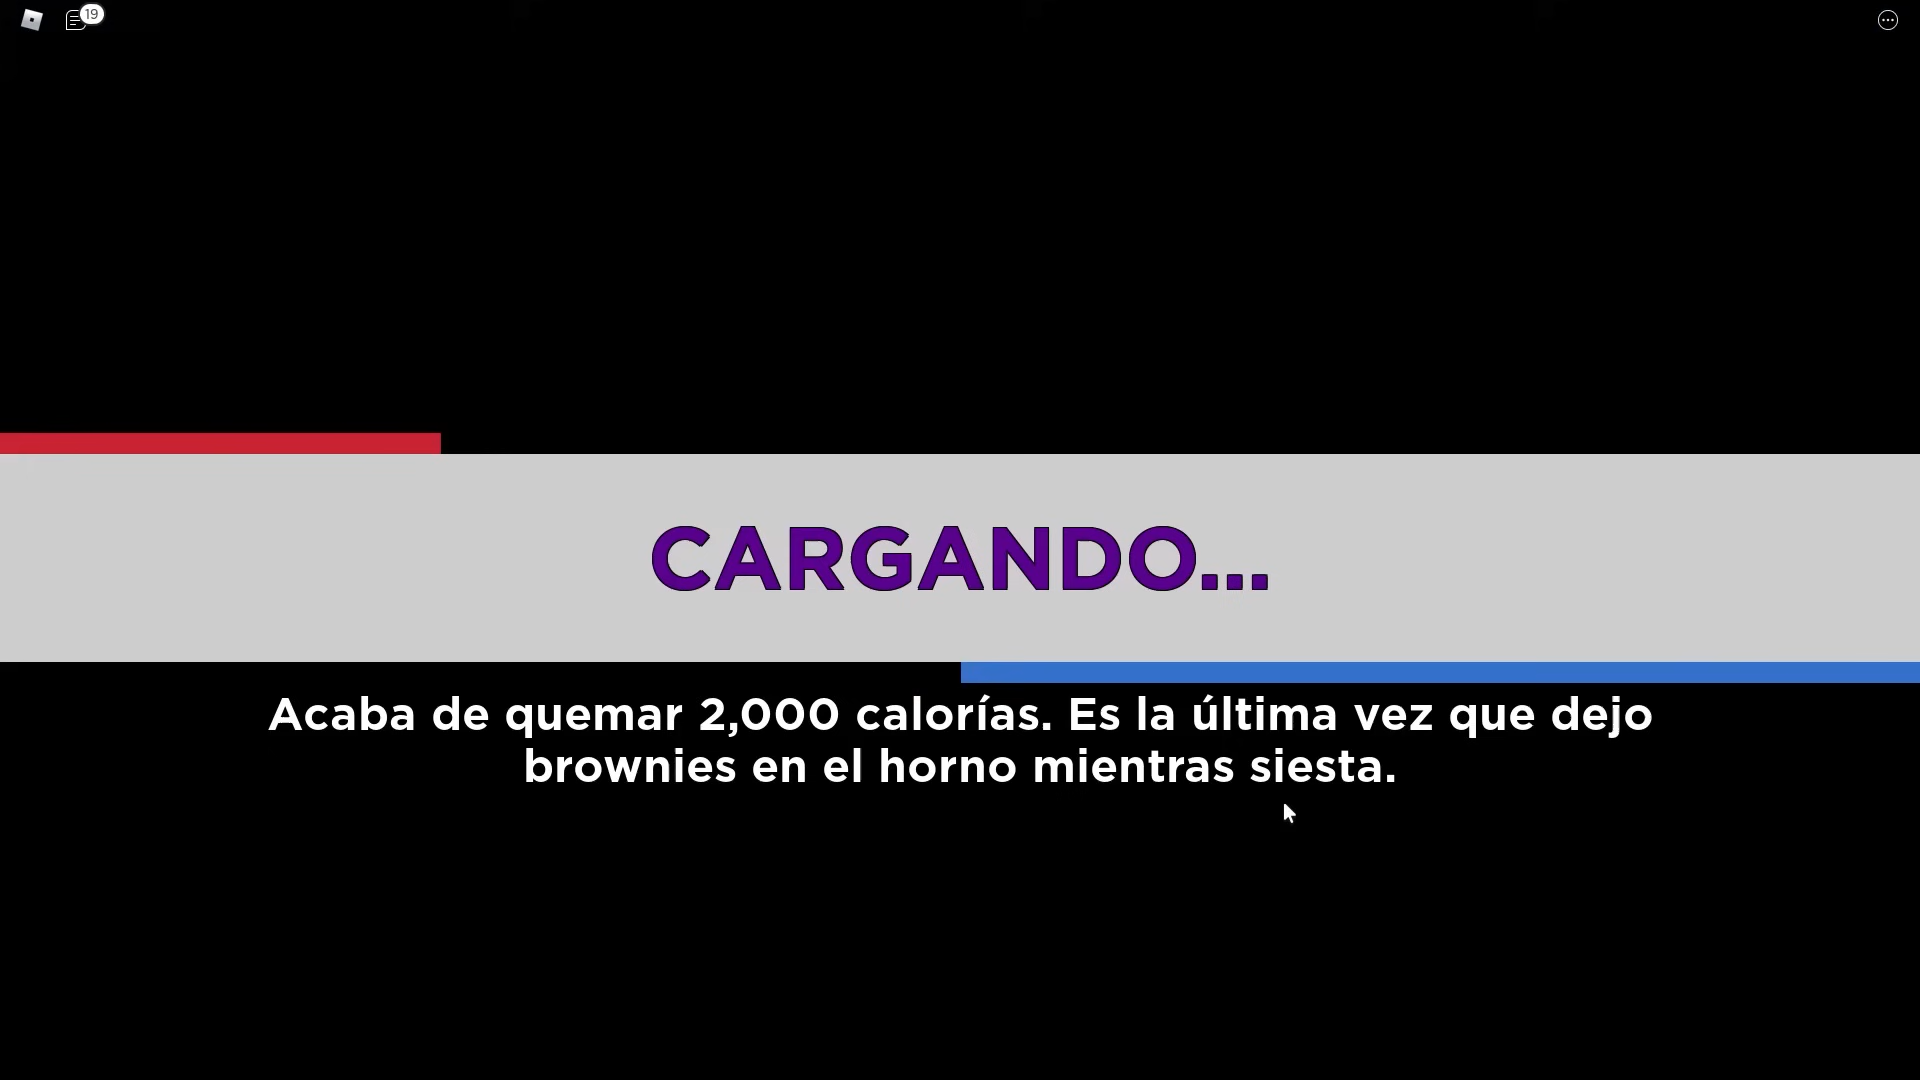 19
CARGANDO...
Acaba de quemar 2,000 calorías. Es la última vez que dejo
brownies en el horno mientras siesta.